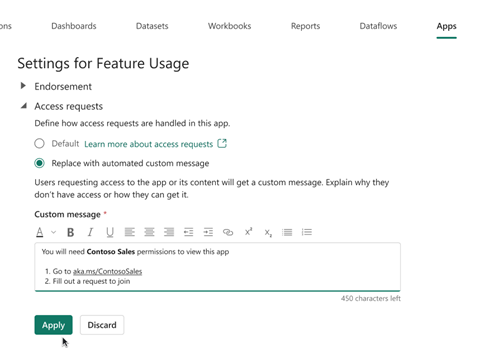 ons Dashboards Datasets Workbooks Reports Dataflows Apps
Settings for Feature Usage
Endorsement
Access requests
Define how access requests are handled in this app.
Default Learn more about access requests
Replace with automated custom message
Users requesting access to the app or its content will get a custom message. Explain why they
don't have access or how they can get it.
Custom message *
A B I U x² x₂
You will need Contoso Sales permissions to view this app
1. Go to aka.ms/ContosoSales
2. Fill out a request to join
450 characters left
Apply Discard